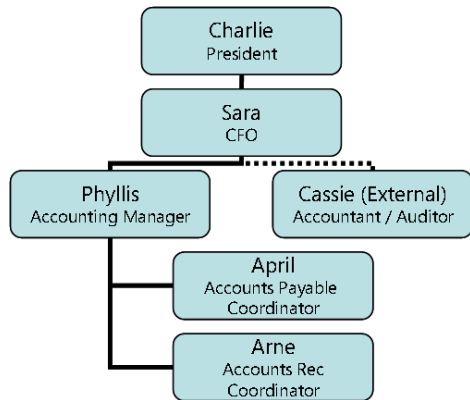 Charlie
President
Sara
CFO
Phyllis
Accounting Manager
Cassie (External)
Accountant / Auditor
April
Accounts Payable
Coordinator
Arne
Accounts Rec
Coordinator